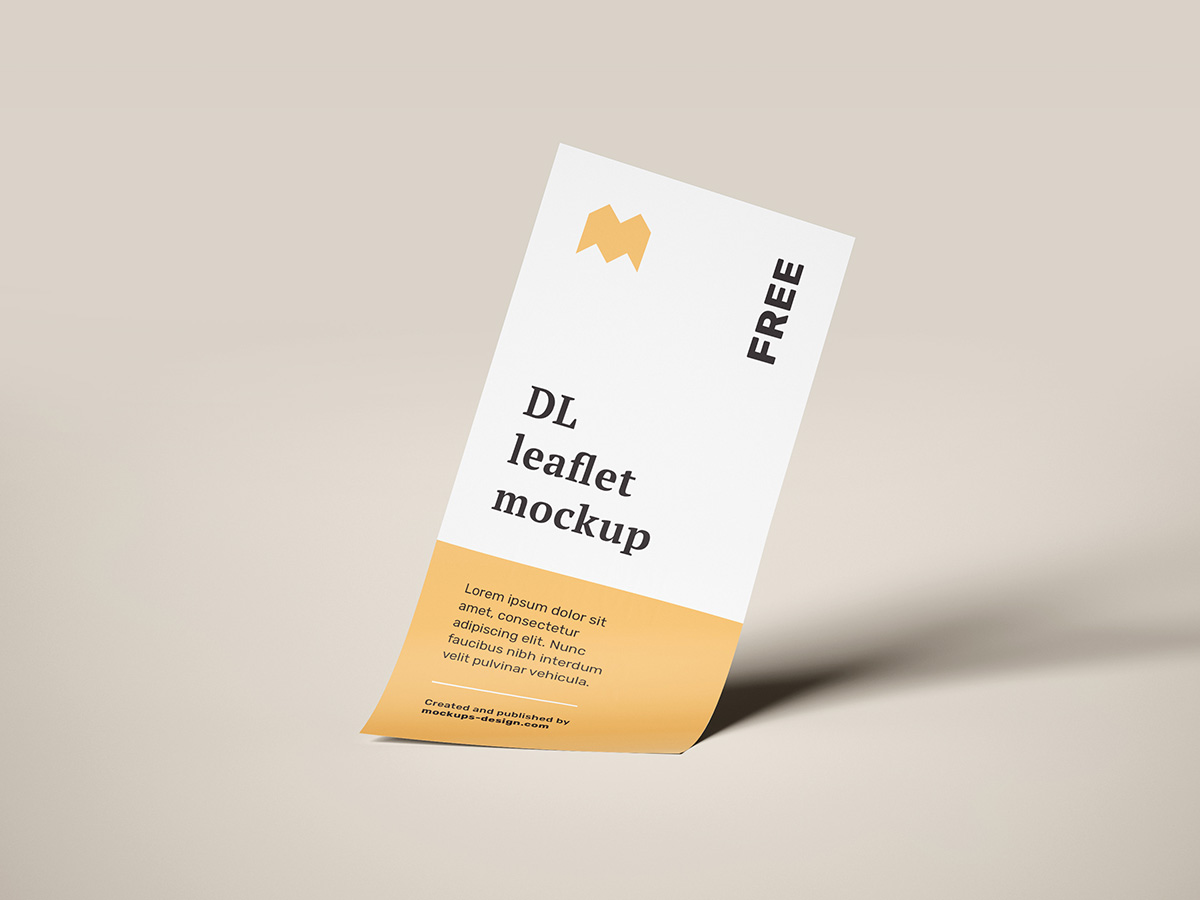 FREE
DL
leaflet
mockup
Lorem ipsum dolor sit
amet, consectetur
adipiscing elit. Nunc
faucibus nibh interdum
velit pulvinar vehicula.
Created and published by
mockups-design.com